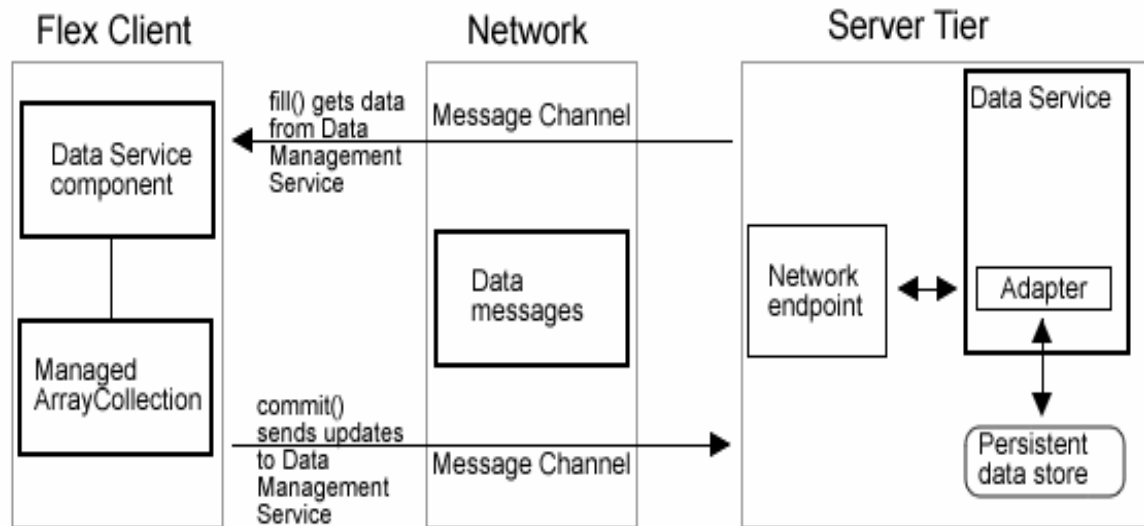 Flex Client
Network
Server Tier
Data Service
component
Managed
ArrayCollection
fill() gets data
from Data
Management
Service
commit()
sends updates
to Data
Management
Service
Message Channel
Data
messages
Message Channel
Network
endpoint
Data Service
Adapter
Persistent
data store